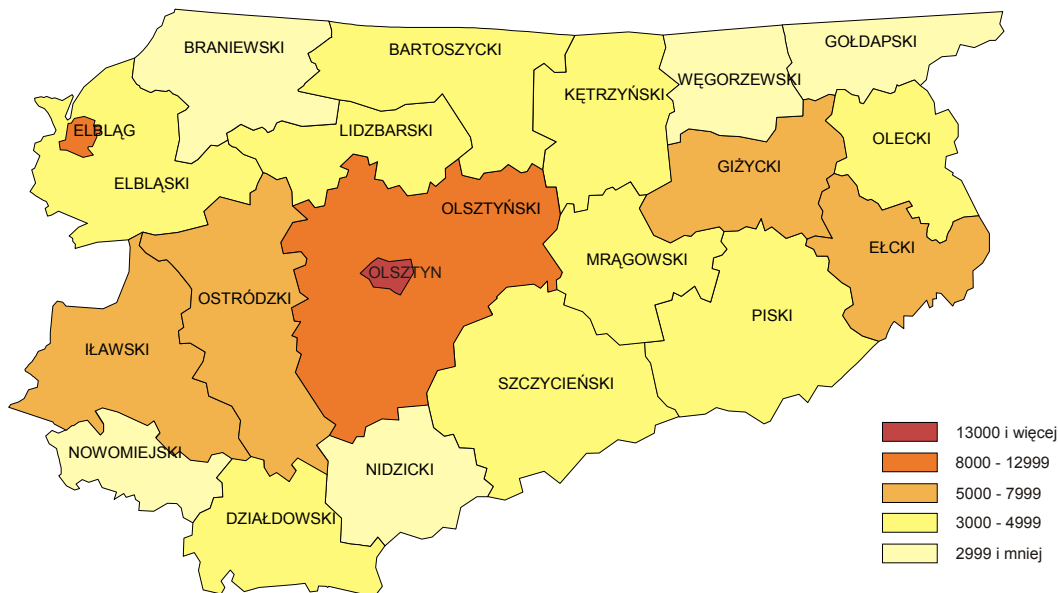 GOŁDAPSKI
BRANIEWSKI
BARTOSZYCKI
WĘGORZEWSKI
KĘTRZYŃSKI
ELBLĄG
LIDZBARSKI
OLECKI
GIŻYCKI
ELBLĄSKI
OLSZTYŃSKI
EŁCKI
MRĄGOWSKI
OLSZTYN
OSTRÓDZKI
PISKI
IŁAWSKI
SZCZYCIEŃSKI
NOWOMIEJSKI
NIDZICKI
DZIAŁDOWSKI
13000 i więcej
8000 - 12999
5000 - 7999
3000 - 4999
2999 i mniej